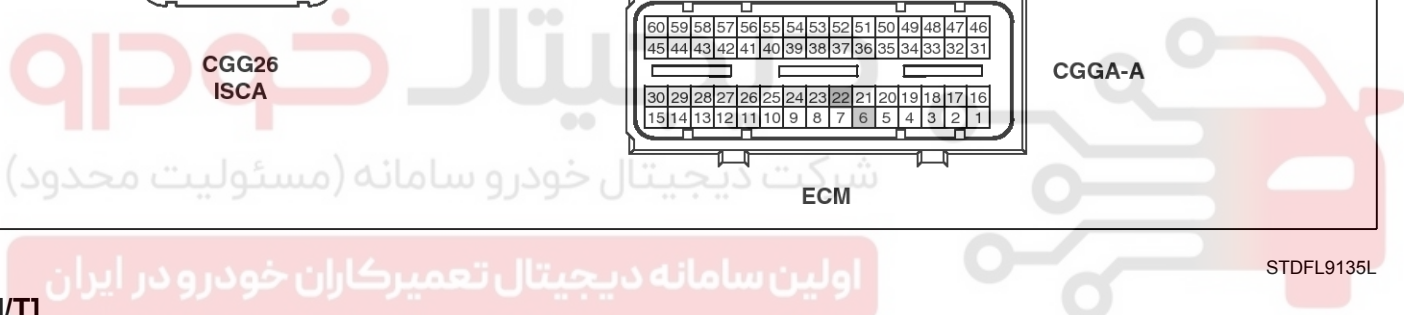 60 59 58 57 56 55 54 53 52 51 50 49 48 47 46
45 44 43 42 41 40 39 38 37 36 35 34 33 32 31
30 29 28 27 26 25 24 23 22 21 20 19 18 17 16
15 14 13 12 11 10 9 8 7 6 5 4 3 2 1
CGG26
ISCA
CGGA-A
دیجیتال خودرو
شرکت دیجیتال خودرو سامانه (مسئولیت محدود)
ECM
اولین سامانه دیجیتال تعمیرکاران خودرو در ایران
STDFL9135L
/T]